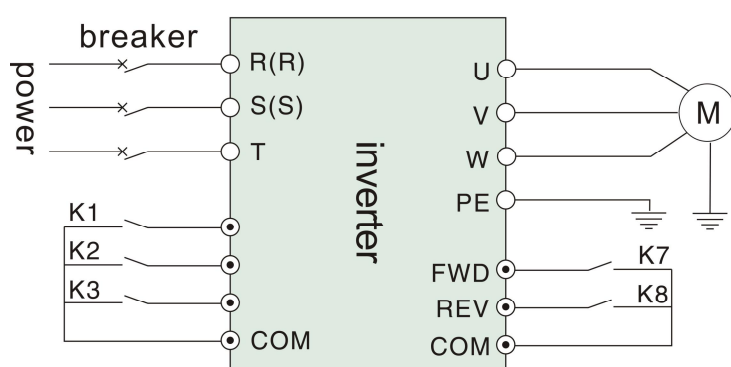 breaker
power
R(R)
S(S)
T
K1
K2
K3
COM
inverter
U
V
W
PE
FWD
REV
COM
M
K7
K8